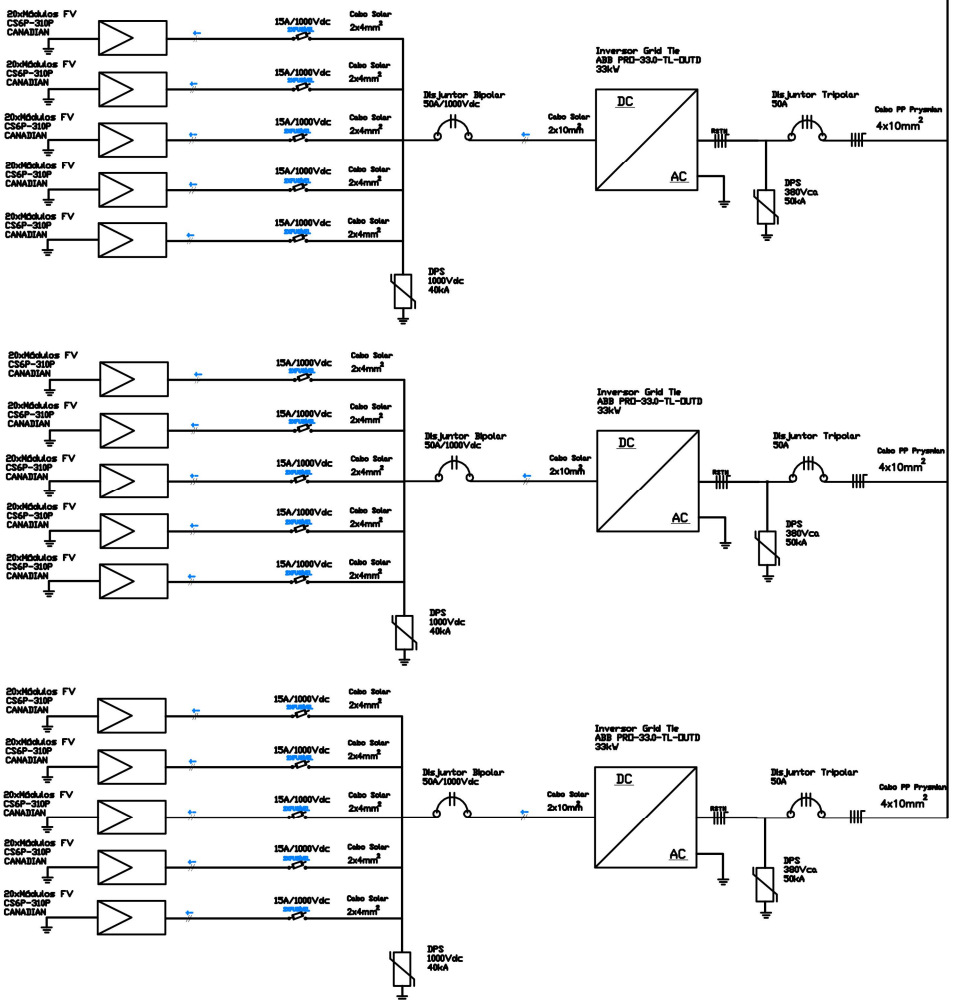 20xMódulos FV
CS6P-310P
CANADIAN
15A/1000Vdc
Cabo Solar
2x4mm²
20xMódulos FV
CS6P-310P
CANADIAN
15A/1000Vdc
Cabo Solar
2x4mm²
20xMódulos FV
CS6P-310P
CANADIAN
15A/1000Vdc
Cabo Solar
2x4mm²
20xMódulos FV
CS6P-310P
CANADIAN
15A/1000Vdc
Cabo Solar
2x4mm²
20xMódulos FV
CS6P-310P
CANADIAN
15A/1000Vdc
Cabo Solar
2x4mm²
DPS
1000Vdc
40kA
Disjuntor Bipolar
50A/1000Vdc
Cabo Solar
2x10mm²
Inversor Grid Tie
ABB PRO-33.0-TL-OUTD
33kW
DC
AC
RSTN
DPS
380Vca
50kA
Disjuntor Tripolar
50A
Cabo PP Prysmian
4x10mm²
20xMódulos FV
CS6P-310P
CANADIAN
15A/1000Vdc
Cabo Solar
2x4mm²
20xMódulos FV
CS6P-310P
CANADIAN
15A/1000Vdc
Cabo Solar
2x4mm²
20xMódulos FV
CS6P-310P
CANADIAN
15A/1000Vdc
Cabo Solar
2x4mm²
20xMódulos FV
CS6P-310P
CANADIAN
15A/1000Vdc
Cabo Solar
2x4mm²
20xMódulos FV
CS6P-310P
CANADIAN
15A/1000Vdc
Cabo Solar
2x4mm²
DPS
1000Vdc
40kA
Disjuntor Bipolar
50A/1000Vdc
Cabo Solar
2x10mm²
Inversor Grid Tie
ABB PRO-33.0-TL-OUTD
33kW
DC
AC
RSTN
DPS
380Vca
50kA
Disjuntor Tripolar
50A
Cabo PP Prysmian
4x10mm²
20xMódulos FV
CS6P-310P
CANADIAN
15A/1000Vdc
Cabo Solar
2x4mm²
20xMódulos FV
CS6P-310P
CANADIAN
15A/1000Vdc
Cabo Solar
2x4mm²
20xMódulos FV
CS6P-310P
CANADIAN
15A/1000Vdc
Cabo Solar
2x4mm²
20xMódulos FV
CS6P-310P
CANADIAN
15A/1000Vdc
Cabo Solar
2x4mm²
20xMódulos FV
CS6P-310P
CANADIAN
15A/1000Vdc
Cabo Solar
2x4mm²
DPS
1000Vdc
40kA
Disjuntor Bipolar
50A/1000Vdc
Cabo Solar
2x10mm²
Inversor Grid Tie
ABB PRO-33.0-TL-OUTD
33kW
DC
AC
RSTN
DPS
380Vca
50kA
Disjuntor Tripolar
50A
Cabo PP Prysmian
4x10mm²